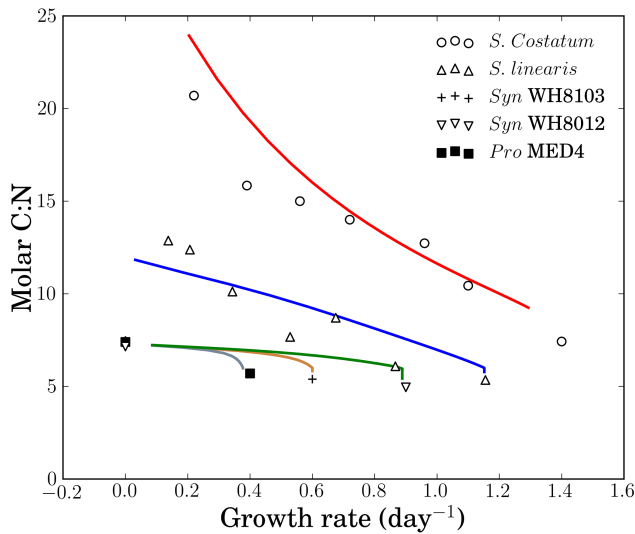 25
20
15
10
5
0
Molar C:N
S. Costatum
S. linearis
Syn WH8103
Syn WH8012
Pro MED4
−0.2 0.0 0.2 0.4 0.6 0.8 1.0 1.2 1.4 1.6
Growth rate (day⁻¹)